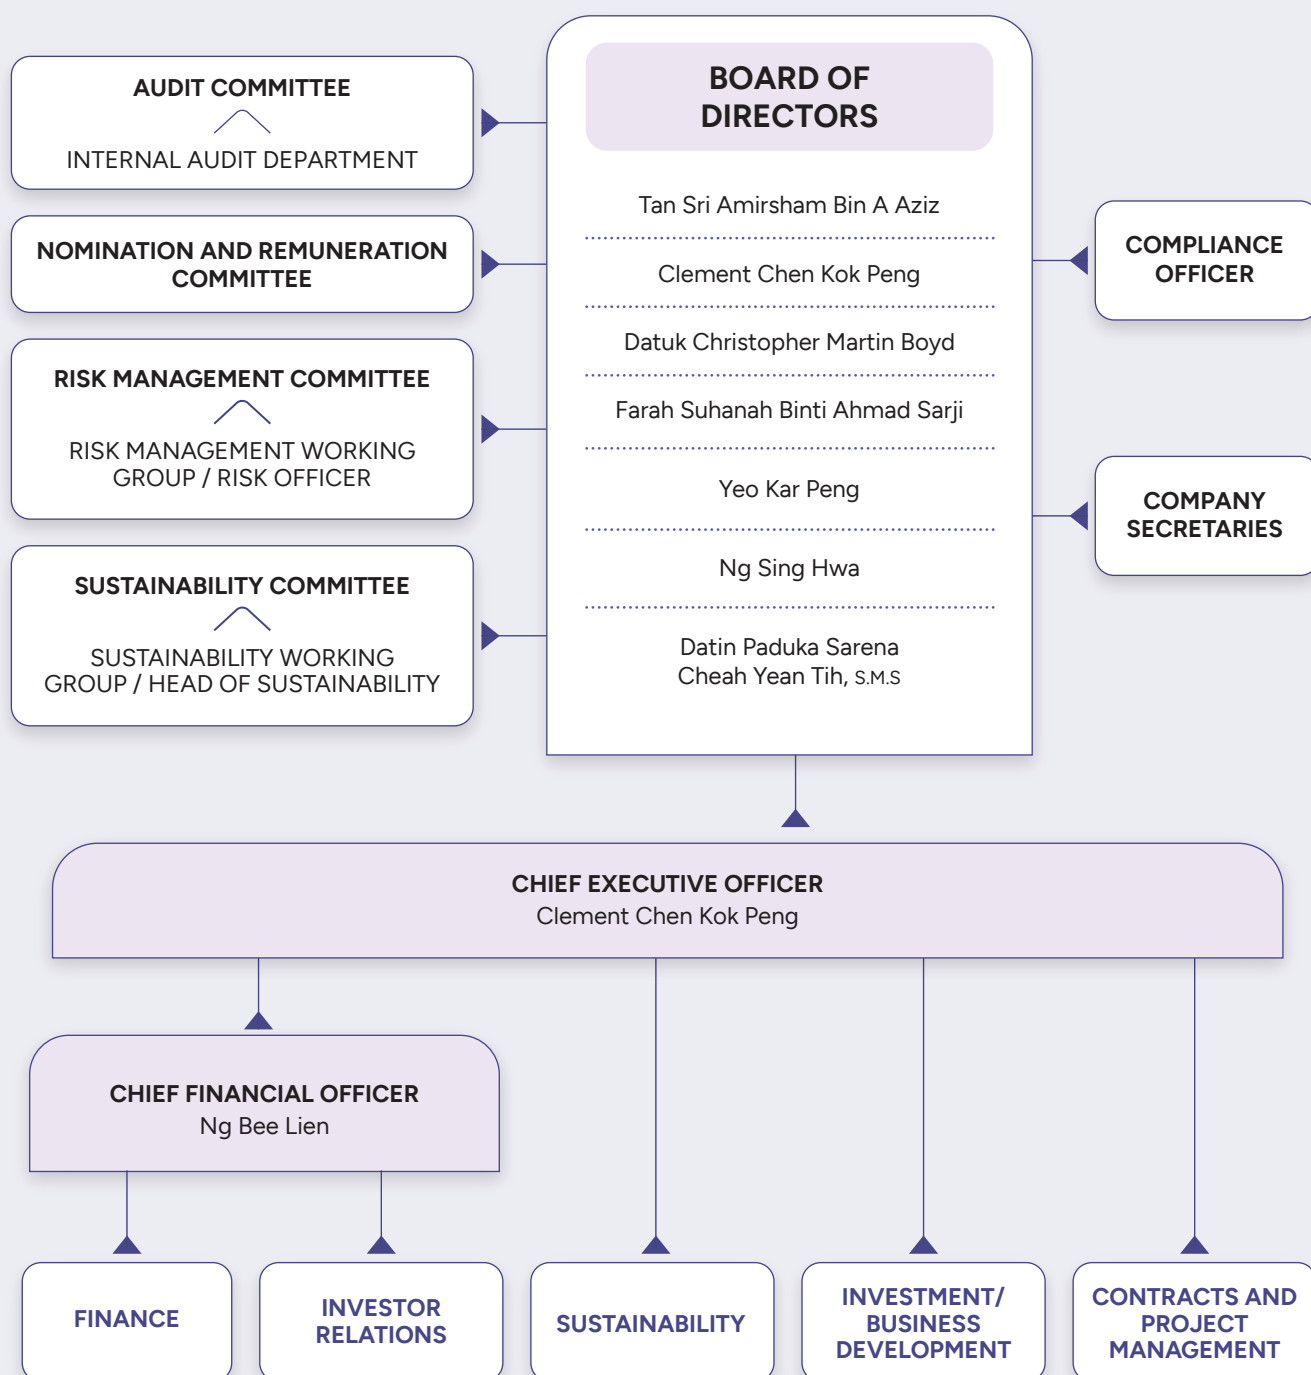 AUDIT COMMITTEE
INTERNAL AUDIT DEPARTMENT
NOMINATION AND REMUNERATION
COMMITTEE
RISK MANAGEMENT COMMITTEE
RISK MANAGEMENT WORKING
GROUP / RISK OFFICER
SUSTAINABILITY COMMITTEE
SUSTAINABILITY WORKING
GROUP / HEAD OF SUSTAINABILITY
BOARD OF
DIRECTORS
Tan Sri Amirsham Bin A Aziz
Clement Chen Kok Peng
Datuk Christopher Martin Boyd
Farah Suhanah Binti Ahmad Sarji
Yeo Kar Peng
Ng Sing Hwa
Datin Paduka Sarena
Cheah Yean Tih, S.M.S
COMPLIANCE
OFFICER
COMPANY
SECRETARIES
CHIEF EXECUTIVE OFFICER
Clement Chen Kok Peng
CHIEF FINANCIAL OFFICER
Ng Bee Lien
FINANCE
INVESTOR
RELATIONS
SUSTAINABILITY
INVESTMENT/
BUSINESS
DEVELOPMENT
CONTRACTS AND
PROJECT
MANAGEMENT